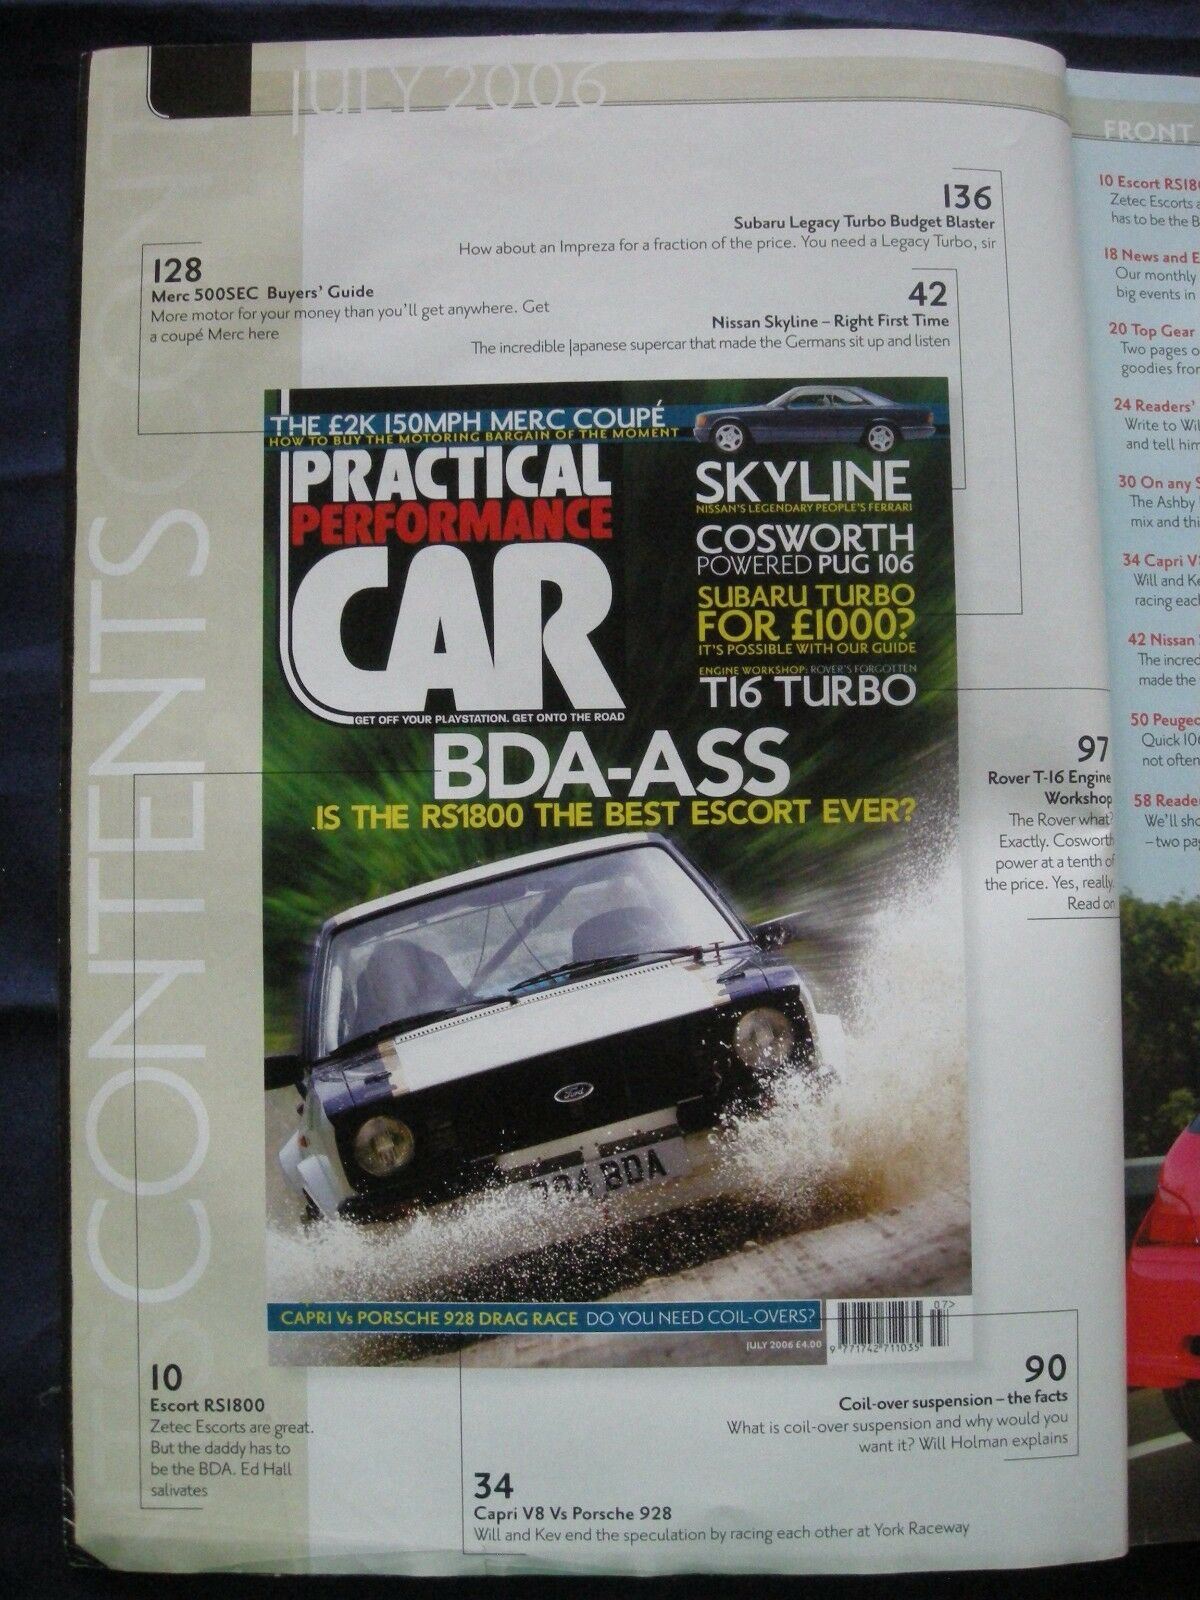 JULY 2006
CONTENTS CONT
136
Subaru Legacy Turbo Budget Blaster
How about an Impreza for a fraction of the price. You need a Legacy Turbo, sir
128
Merc 500SEC Buyers' Guide
More motor for your money than you'll get anywhere. Get
a coupé Merc here
42
Nissan Skyline – Right First Time
The incredible Japanese supercar that made the Germans sit up and listen
THE £2K 150MPH MERC COUPÉ
HOW TO BUY THE MOTORING BARGAIN OF THE MOMENT
PRACTICAL
PERFORMANCE
CAR
GET OFF YOUR PLAYSTATION. GET ONTO THE ROAD
SKYLINE
NISSAN'S LEGENDARY PEOPLE'S FERRARI
COSWORTH
POWERED PUG 106
SUBARU TURBO
FOR £1000?
IT'S POSSIBLE WITH OUR GUIDE
ENGINE WORKSHOP: ROVER'S FORGOTTEN
T16 TURBO
BDA-ASS
IS THE RS1800 THE BEST ESCORT EVER?
Ford
BDA
CAPRI Vs PORSCHE 928 DRAG RACE DO YOU NEED COIL-OVERS?
JULY 2006 £4.00
07>
9 771742 711035
97
Rover T-16 Engine
Workshop
The Rover what?
Exactly. Cosworth
power at a tenth of
the price. Yes, really.
Read on
10
Escort RS1800
Zetec Escorts are great.
But the daddy has to
be the BDA. Ed Hall
salivates
90
Coil-over suspension – the facts
What is coil-over suspension and why would you
want it? Will Holman explains
34
Capri V8 Vs Porsche 928
Will and Kev end the speculation by racing each other at York Raceway
FRONT
10 Escort RS18
Zetec Escorts a
has to be the B
18 News and E
Our monthly
big events in
20 Top Gear
Two pages o
goodies from
24 Readers'
Write to Wil
and tell him
30 On any S
The Ashby
mix and thi
34 Capri V8
Will and Ke
racing each
42 Nissan
The incred
made the
50 Peugeo
Quick 106
not often
58 Reader
We'll sho
– two pag